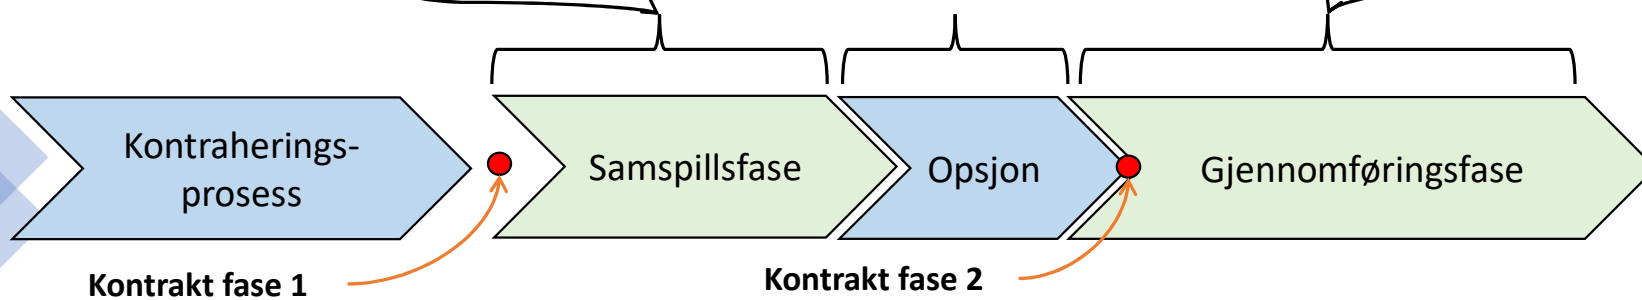 Kontraherings-
prosess
Samspillsfase
Opsjon
Gjennomføringsfase
Kontrakt fase 1
Kontrakt fase 2